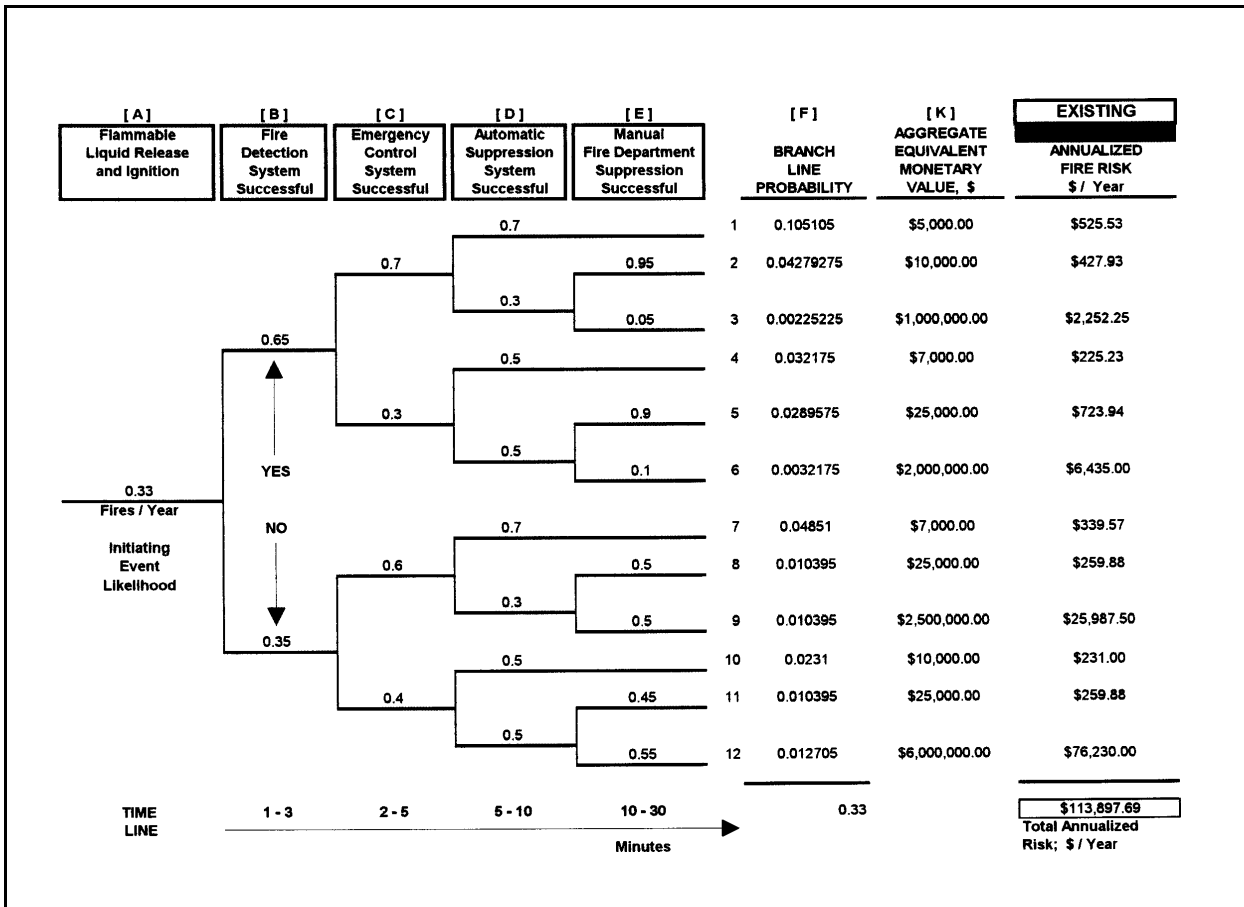 [ A ] [ B ] [ C ] [ D ] [ E ] [ F ] [ K ] EXISTING
Flammable
Liquid Release
and Ignition
Fire
Detection
System
Successful
Emergency
Control
System
Successful
Automatic
Suppression
System
Successful
Manual
Fire Department
Suppression
Successful
BRANCH
LINE
PROBABILITY
AGGREGATE
EQUIVALENT
MONETARY
VALUE, $
ANNUALIZED
FIRE RISK
$ / Year
0.7 1 0.105105 $5,000.00 $525.53
0.7 0.95 2 0.04279275 $10,000.00 $427.93
0.3
0.05 3 0.00225225 $1,000,000.00 $2,252.25
0.65
0.5 4 0.032175 $7,000.00 $225.23
0.3 0.9 5 0.0289575 $25,000.00 $723.94
0.5
YES 0.1 6 0.0032175 $2,000,000.00 $6,435.00
0.33
Fires / Year
NO 0.7 7 0.04851 $7,000.00 $339.57
Initiating
Event
Likelihood
0.6 0.5 8 0.010395 $25,000.00 $259.88
0.3
0.5 9 0.010395 $2,500,000.00 $25,987.50
0.35
0.5 10 0.0231 $10,000.00 $231.00
0.4 0.45 11 0.010395 $25,000.00 $259.88
0.5
0.55 12 0.012705 $6,000,000.00 $76,230.00
TIME
LINE
1 - 3 2 - 5 5 - 10 10 - 30 0.33 $113,897.69
Minutes
Total Annualized
Risk; $ / Year